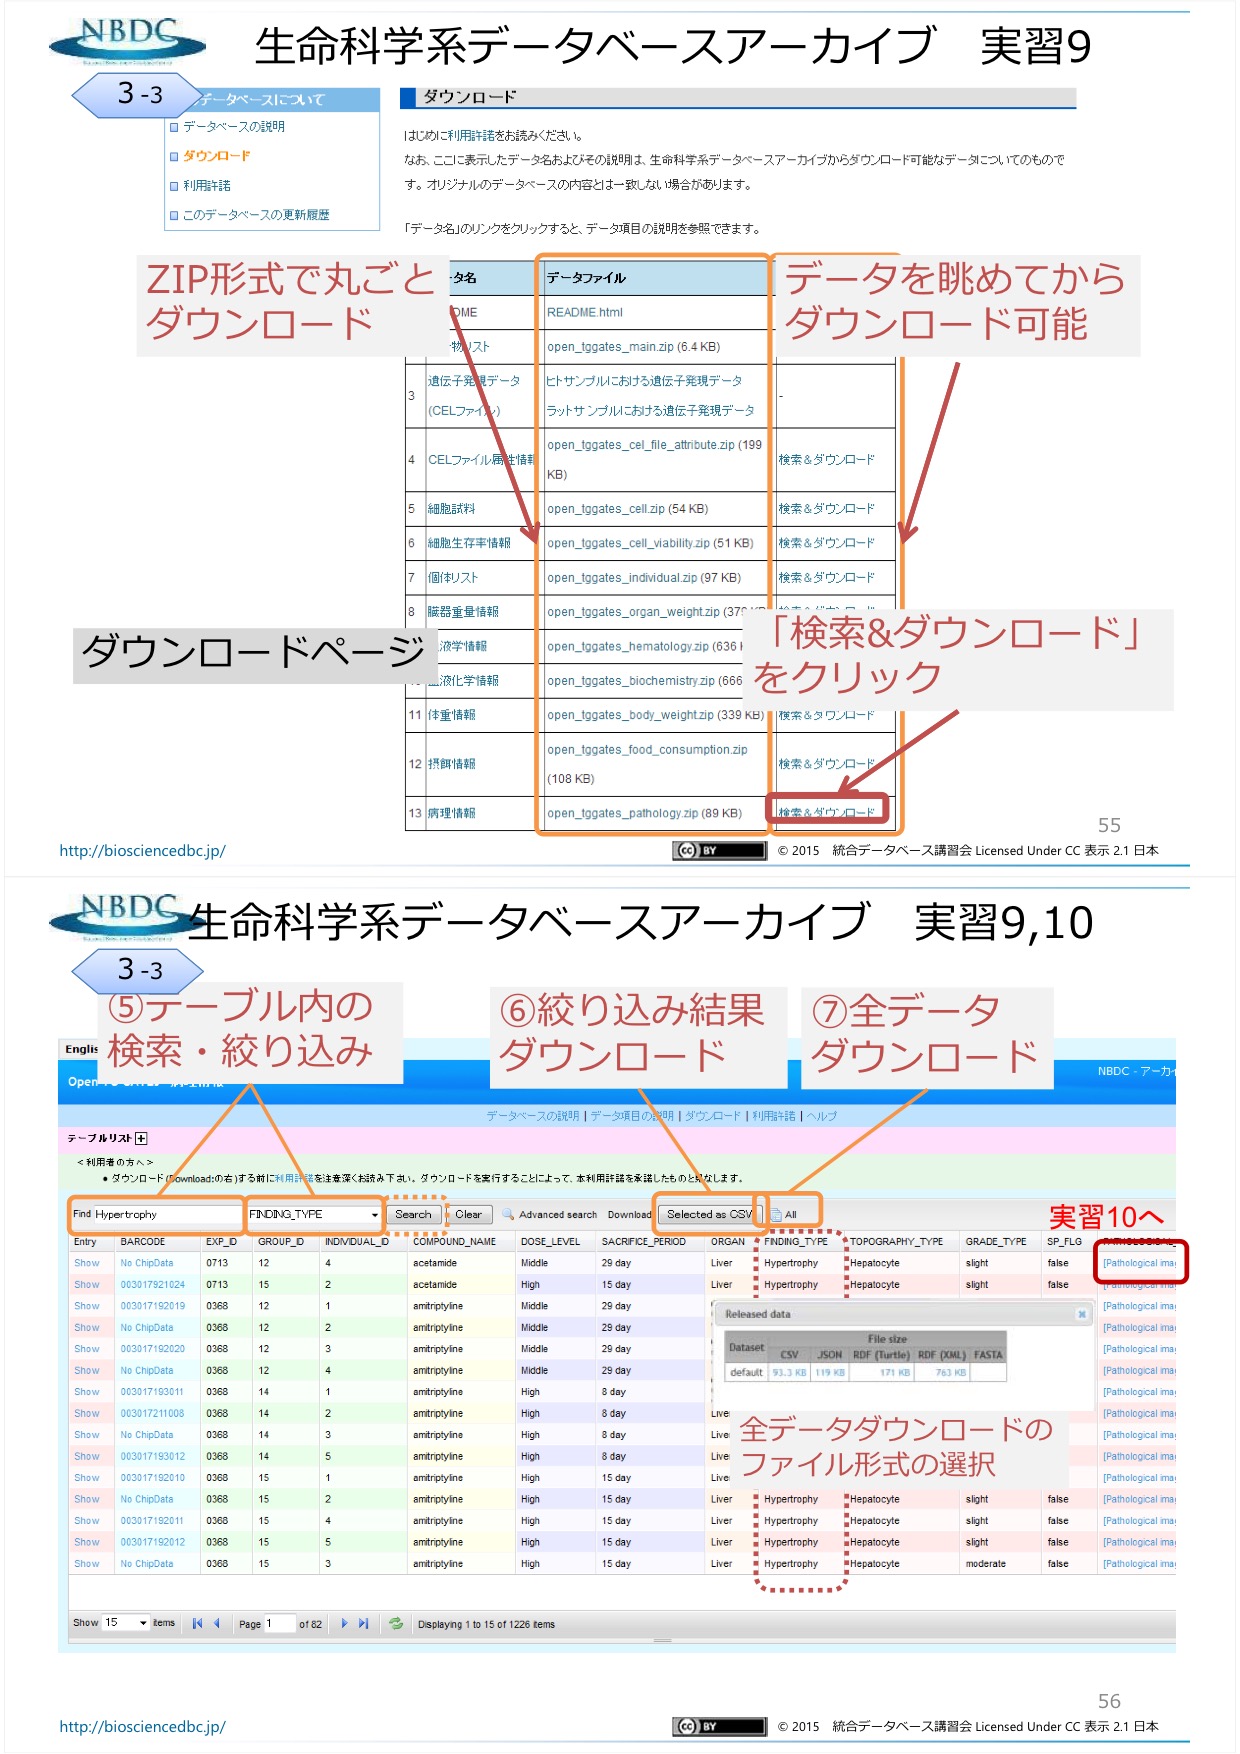 NBDC
生命科学系データベースアーカイブ　実習9
3-3
データベースについて
データベースの説明
ダウンロード
利用許諾
このデータベースの更新履歴
ダウンロード
はじめに利用許諾をお読みください。
なお、ここに表示したデータ名およびその説明は、生命科学系データベースアーカイブからダウンロード可能なデータについてのもので
す。オリジナルのデータベースの内容とは一致しない場合があります。
「データ名」のリンクをクリックすると、データ項目の説明を参照できます。
ZIP形式で丸ごと
ダウンロード
データを眺めてから
ダウンロード可能
タ名 データファイル
OME README.html
物リスト open_tggates_main.zip (6.4 KB)
3 遺伝子発現データ (CELファイル) ヒトサンプルにおける遺伝子発現データ
ラットサンプルにおける遺伝子発現データ -
4 CELファイル属性情報 open_tggates_cel_file_attribute.zip (199 KB) 検索&ダウンロード
5 細胞試料 open_tggates_cell.zip (54 KB) 検索&ダウンロード
6 細胞生存率情報 open_tggates_cell_viability.zip (51 KB) 検索&ダウンロード
7 個体リスト open_tggates_individual.zip (97 KB) 検索&ダウンロード
8 臓器重量情報 open_tggates_organ_weight.zip
液学情報 open_tggates_hematology.zip (636
液化学情報 open_tggates_biochemistry.zip (666
11 体重情報 open_tggates_body_weight.zip (339 KB) 検索&ダウンロード
12 摂餌情報 open_tggates_food_consumption.zip (108 KB) 検索&ダウンロード
13 病理情報 open_tggates_pathology.zip (89 KB) 検索&ダウンロード
ダウンロードページ
「検索&ダウンロード」
をクリック
55
http://biosciencedbc.jp/
cc BY
© 2015　統合データベース講習会 Licensed Under CC 表示 2.1 日本
NBDC
生命科学系データベースアーカイブ　実習9,10
3-3
⑤テーブル内の
検索・絞り込み
⑥絞り込み結果
ダウンロード
⑦全データ
ダウンロード
Englis
Open
NBDC - アーカイ
データベースの説明 | データ項目の説明 | ダウンロード | 利用許諾 | ヘルプ
テーブルリスト +
<利用者の方へ>
• ダウンロード(Download:の右)する前に利用許諾を注意深くお読み下さい。ダウンロードを実行することによって、本利用許諾を承諾したものと見なします。
Find Hypertrophy FINDING_TYPE Search Clear Advanced search Download Selected as CSV All
実習10へ
Entry BARCODE EXP_ID GROUP_ID INDIVIDUAL_ID COMPOUND_NAME DOSE_LEVEL SACRIFICE_PERIOD ORGAN FINDING_TYPE TOPOGRAPHY_TYPE GRADE_TYPE SP_FLG PATHOLOGICAL_
Show No ChipData 0713 12 4 acetamide Middle 29 day Liver Hypertrophy Hepatocyte slight false [Pathological ima
Show 003017921024 0713 15 2 acetamide High 15 day Liver Hypertrophy Hepatocyte slight false [Pathological ima
Show 003017192019 0368 12 1 amitriptyline Middle 29 day [Pathological ima
Show No ChipData 0368 12 2 amitriptyline Middle 29 day [Pathological ima
Show 003017192020 0368 12 3 amitriptyline Middle 29 day [Pathological ima
Show No ChipData 0368 12 4 amitriptyline Middle 29 day [Pathological ima
Show 003017193011 0368 14 1 amitriptyline High 8 day [Pathological ima
Show 003017211008 0368 14 2 amitriptyline High 8 day Live [Pathological ima
Show No ChipData 0368 14 3 amitriptyline High 8 day Live [Pathological ima
Show 003017193012 0368 14 5 amitriptyline High 8 day Live [Pathological ima
Show 003017192010 0368 15 1 amitriptyline High 15 day Live [Pathological ima
Show No ChipData 0368 15 2 amitriptyline High 15 day Liver Hypertrophy Hepatocyte slight false [Pathological ima
Show 003017192011 0368 15 4 amitriptyline High 15 day Liver Hypertrophy Hepatocyte slight false [Pathological ima
Show 003017192012 0368 15 5 amitriptyline High 15 day Liver Hypertrophy Hepatocyte slight false [Pathological ima
Show No ChipData 0368 15 3 amitriptyline High 15 day Liver Hypertrophy Hepatocyte moderate false [Pathological ima
Released data
Dataset File size
CSV JSON RDF (Turtle) RDF (XML) FASTA
default 93.3 KB 119 KB 171 KB 763 KB
全データダウンロードの
ファイル形式の選択
Show 15 items Page 1 of 82 Displaying 1 to 15 of 1226 items
56
http://biosciencedbc.jp/
cc BY
© 2015　統合データベース講習会 Licensed Under CC 表示 2.1 日本